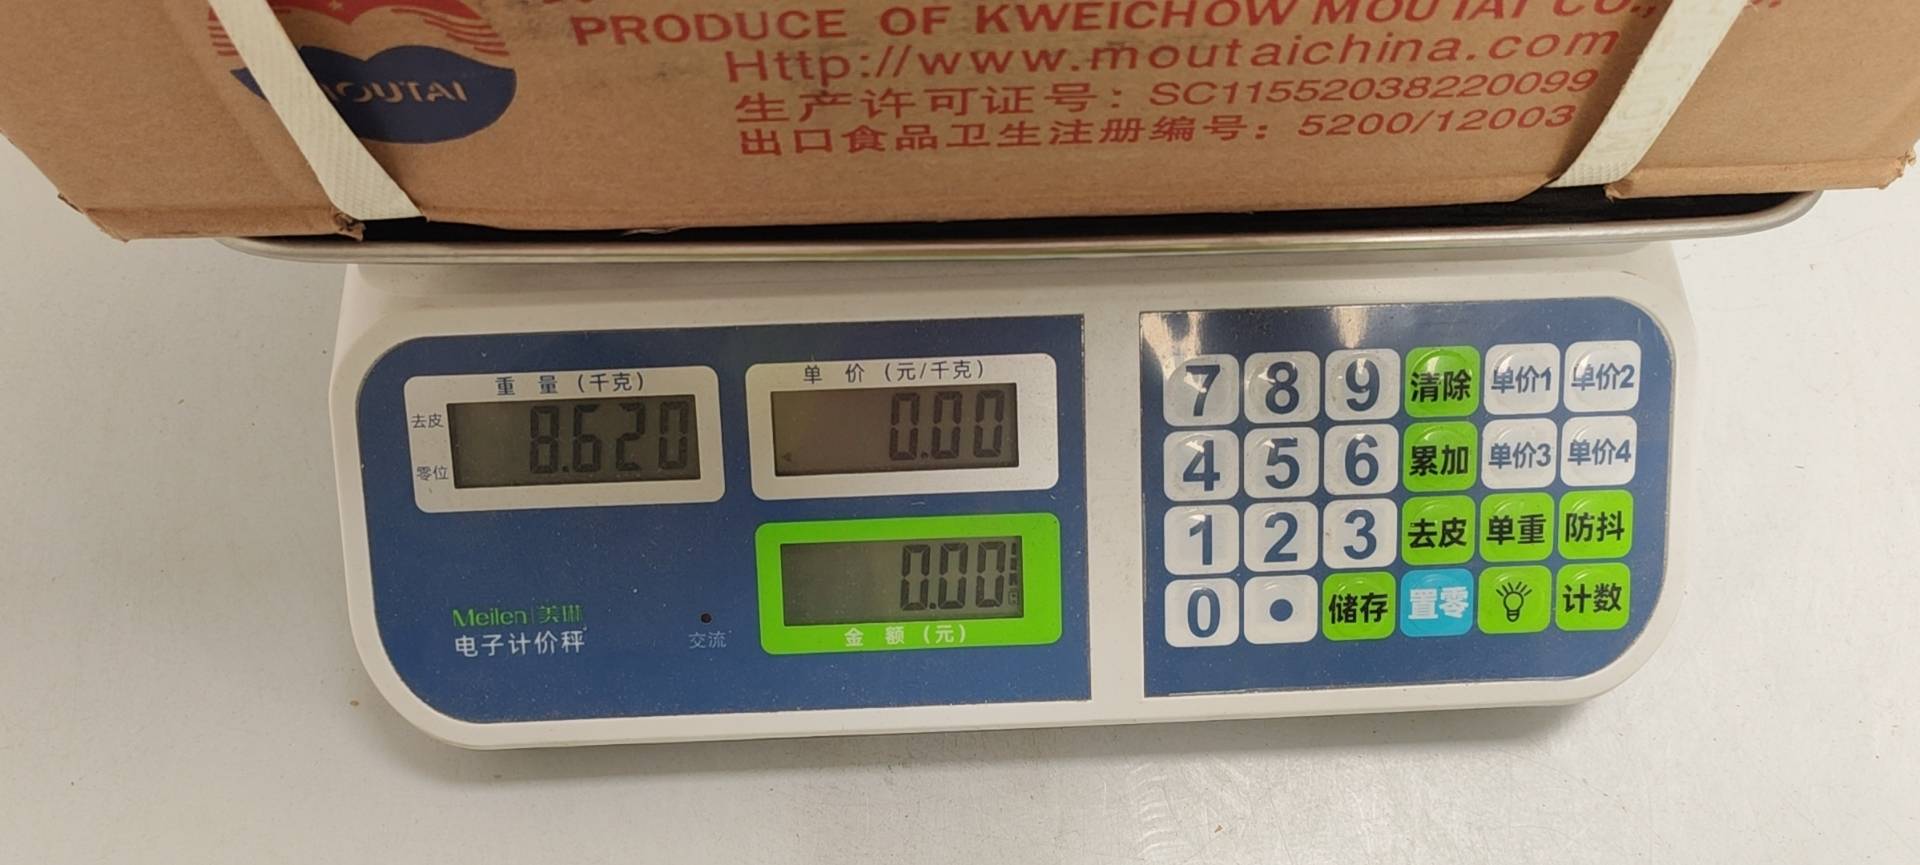 MOUTAI
PRODUCE OF KWEICHOW MOUTAI CO.,
Http://www.moutaichina.com
生产许可证号：SC11552038220099
出口食品卫生注册编号：5200/12003
重量（千克）
去皮
零位
8.620
单价（元/千克）
0.00
0.00
金额（元）
Meilen 美琳
电子计价秤
交流
7 8 9 清除 单价1 单价2
4 5 6 累加 单价3 单价4
1 2 3 去皮 单重 防抖
0 • 储存 置零 计数